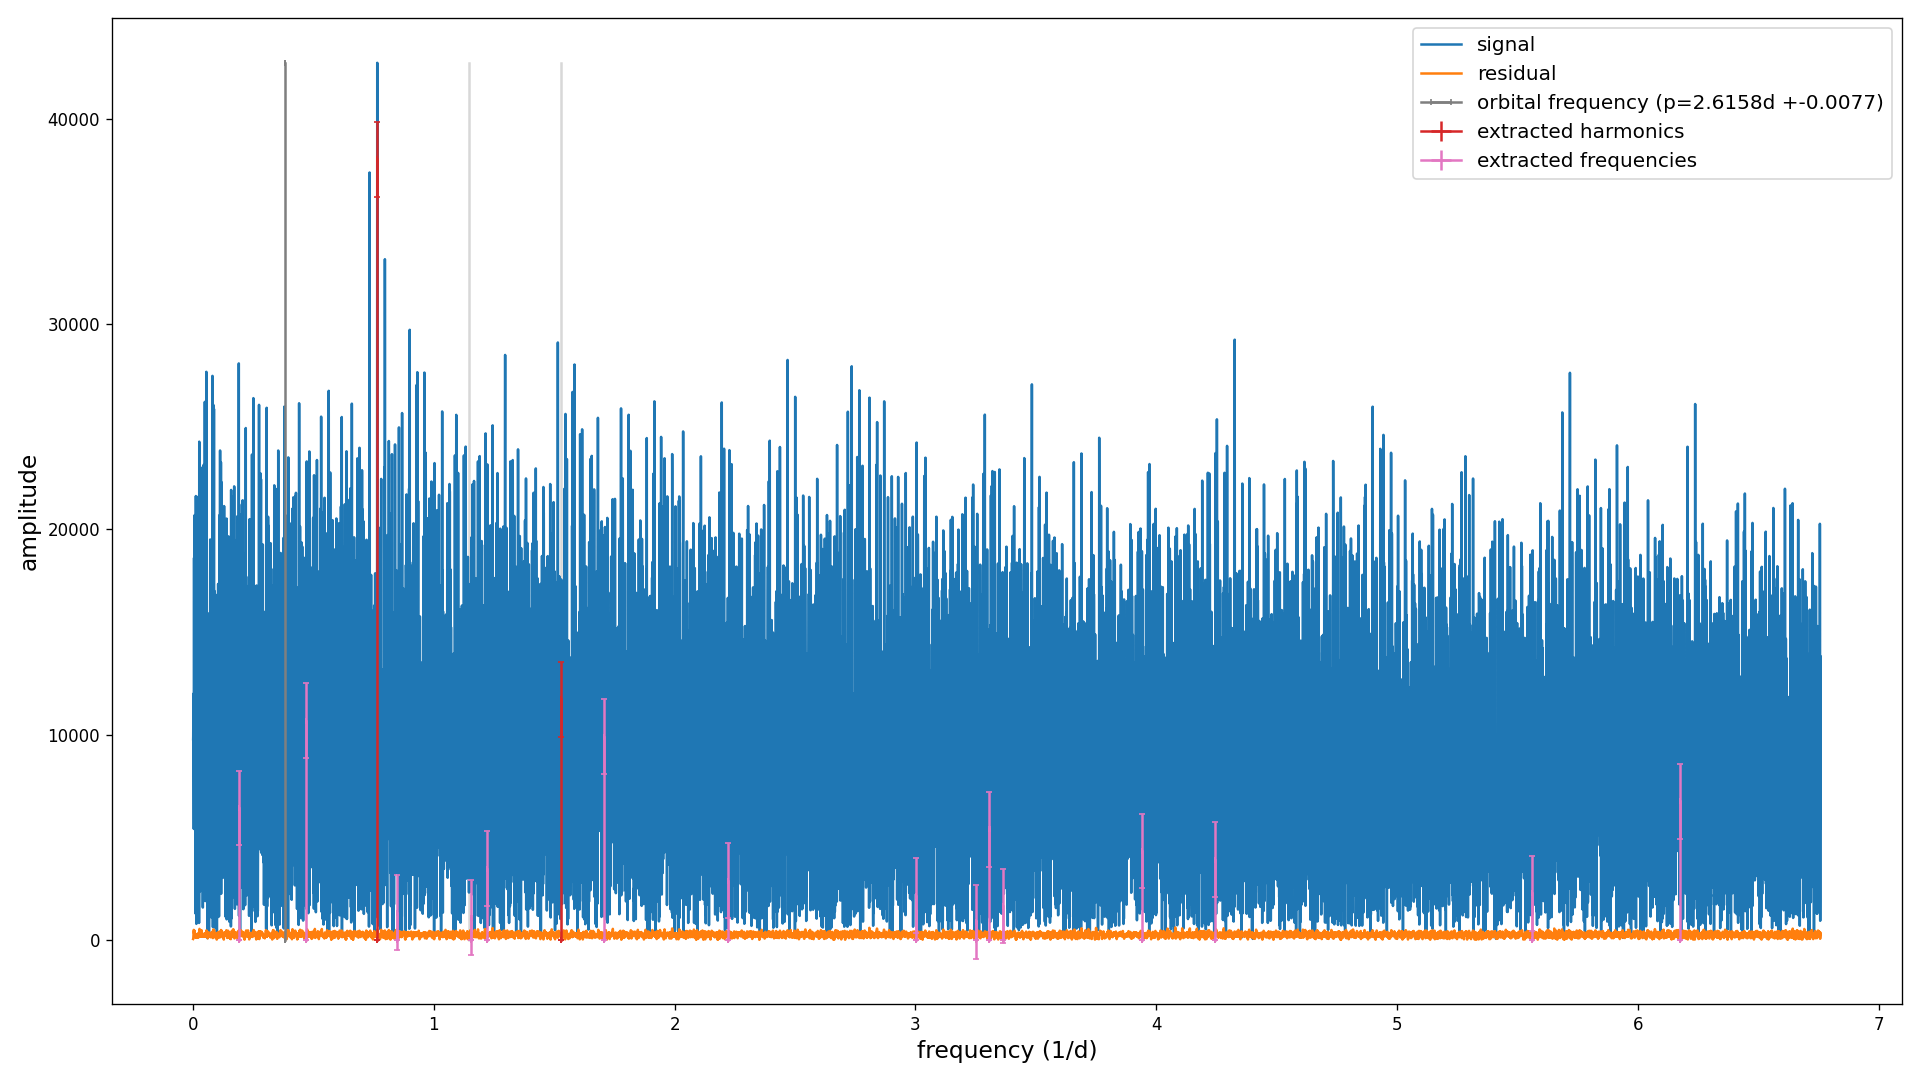 signal
residual
orbital frequency (p=2.6158d +-0.0077)
extracted harmonics
extracted frequencies
amplitude
40000
30000
20000
10000
0
0 1 2 3 4 5 6 7
frequency (1/d)